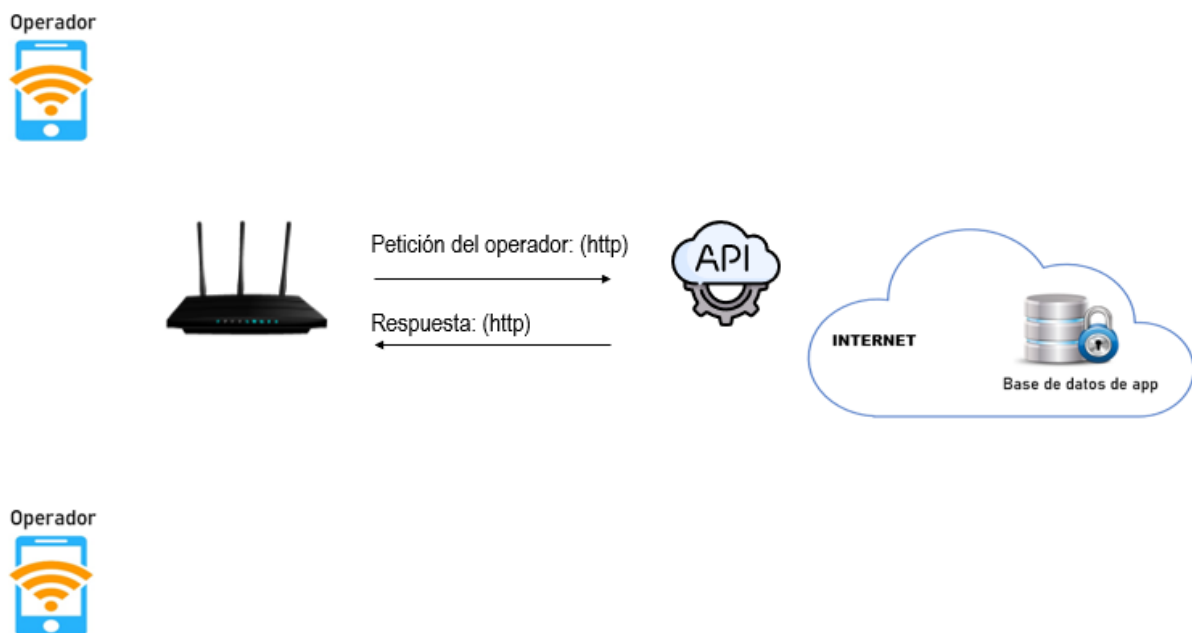 Operador
Petición del operador: (http)
API
Respuesta: (http)
INTERNET
Base de datos de app
Operador